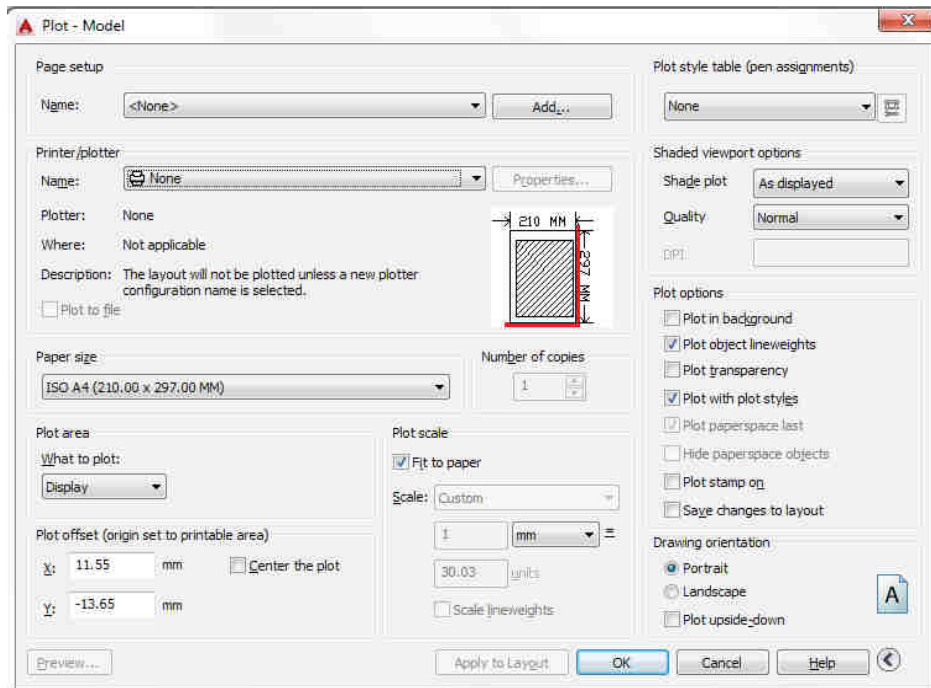 Plot - Model
Page setup
Name: <None> Add...
Printer/plotter
Name: None Properties...
Plotter: None
Where: Not applicable
Description: The layout will not be plotted unless a new plotter
configuration name is selected.
Plot to file
210 MM
297 MM
Paper size
ISO A4 (210.00 x 297.00 MM)
Number of copies
1
Plot area
What to plot:
Display
Plot offset (origin set to printable area)
X: 11.55 mm Center the plot
Y: -13.65 mm
Plot scale
Fit to paper
Scale: Custom
1 mm =
30.03 units
Scale lineweights
Plot style table (pen assignments)
None
Shaded viewport options
Shade plot As displayed
Quality Normal
DPI
Plot options
Plot in background
Plot object lineweights
Plot transparency
Plot with plot styles
Plot paperspace last
Hide paperspace objects
Plot stamp on
Save changes to layout
Drawing orientation
Portrait
Landscape
Plot upside-down
A
Preview... Apply to Layout OK Cancel Help